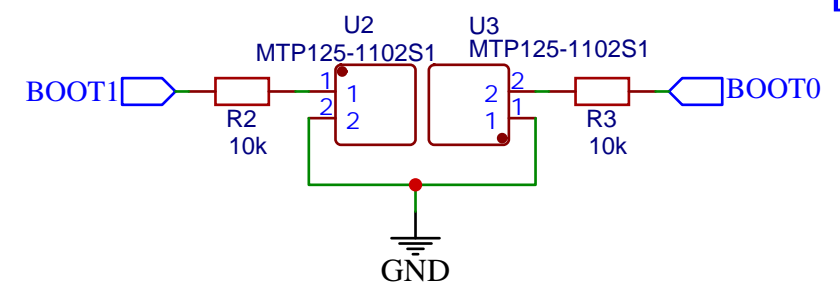 U2
U3
MTP125-1102S1
MTP125-1102S1
BOOT1
1
1
2
2
2
2
1
1
BOOT0
R2
10k
R3
10k
GND